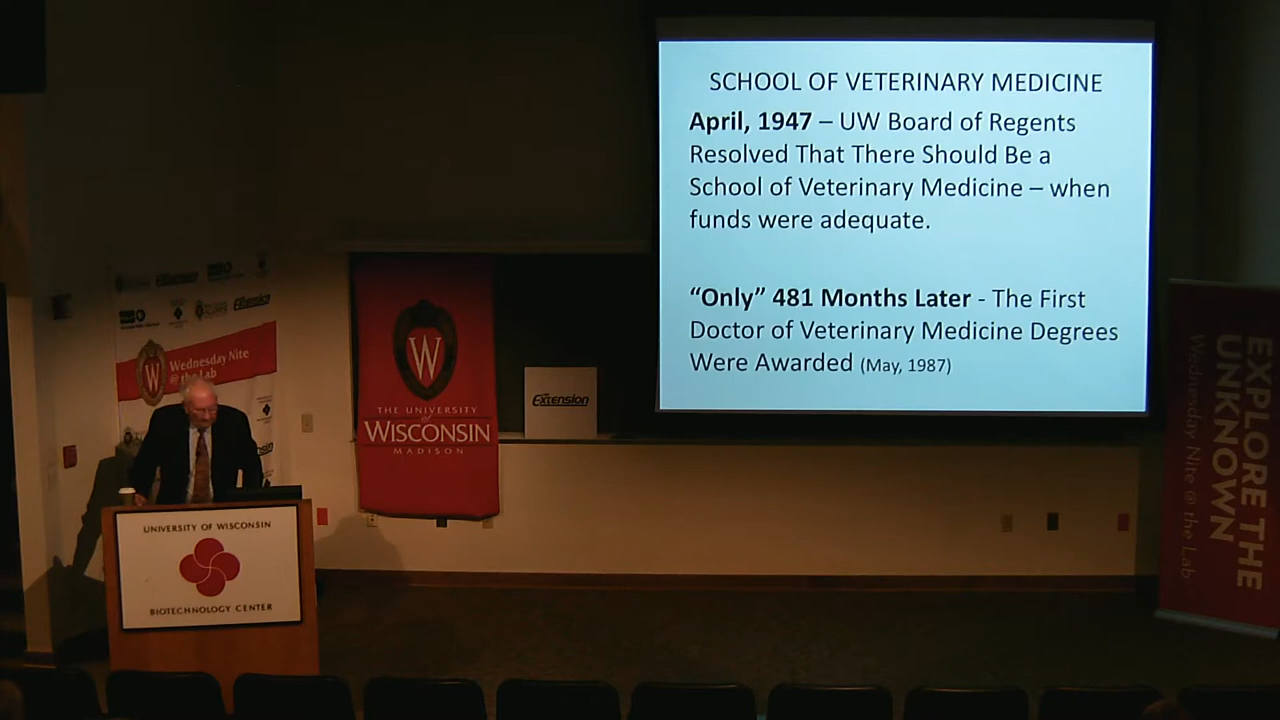 SCHOOL OF VETERINARY MEDICINE
April, 1947 – UW Board of Regents
Resolved That There Should Be a
School of Veterinary Medicine – when
funds were adequate.
“Only” 481 Months Later - The First
Doctor of Veterinary Medicine Degrees
Were Awarded (May, 1987)
Wednesday Nite
@ the Lab
W
W
THE UNIVERSITY
of
WISCONSIN
MADISON
Extension
Extension
UNIVERSITY OF WISCONSIN
BIOTECHNOLOGY CENTER
EXPLORE THE
UNKNOWN
Wednesday Nite @ the Lab